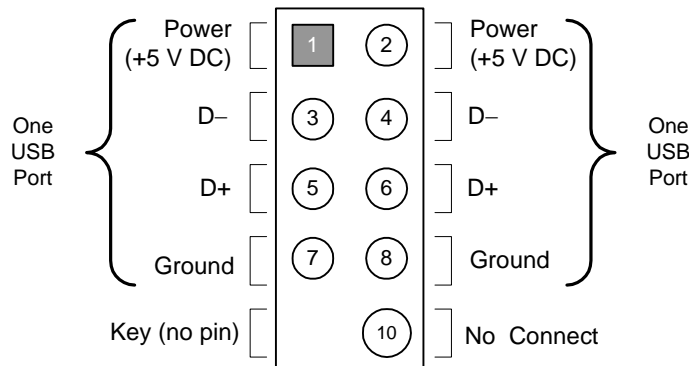 Power
(+5 V DC)
1
2
Power
(+5 V DC)
D−
3
4
D−
One
USB
Port
One
USB
Port
D+
5
6
D+
Ground
7
8
Ground
Key (no pin)
10
No Connect